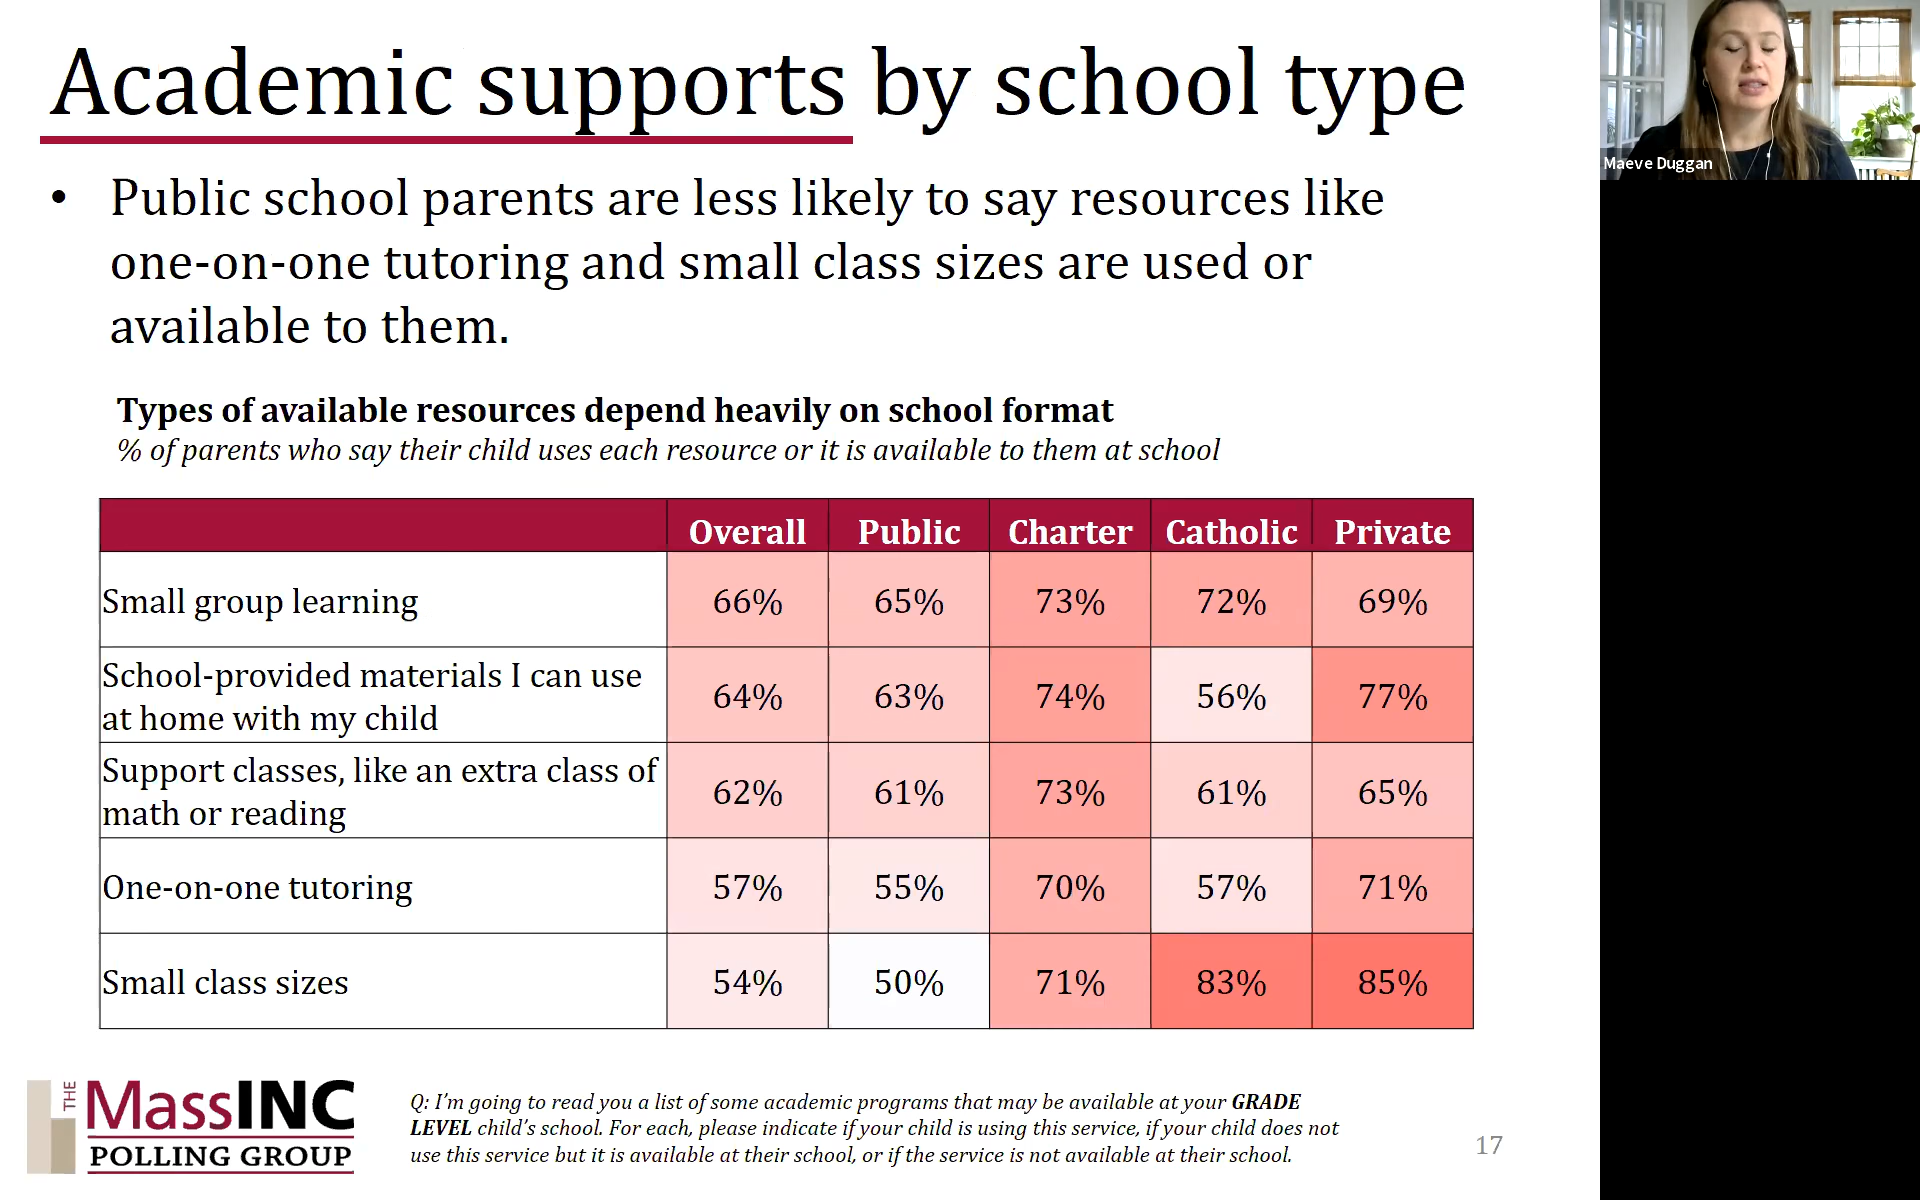 Academic supports by school type
• Public school parents are less likely to say resources like
one-on-one tutoring and small class sizes are used or
available to them.
Types of available resources depend heavily on school format
% of parents who say their child uses each resource or it is available to them at school
Overall Public Charter Catholic Private
Small group learning 66% 65% 73% 72% 69%
School-provided materials I can use
at home with my child 64% 63% 74% 56% 77%
Support classes, like an extra class of
math or reading 62% 61% 73% 61% 65%
One-on-one tutoring 57% 55% 70% 57% 71%
Small class sizes 54% 50% 71% 83% 85%
THE
MassINC
POLLING GROUP
Q: I’m going to read you a list of some academic programs that may be available at your GRADE
LEVEL child’s school. For each, please indicate if your child is using this service, if your child does not
use this service but it is available at their school, or if the service is not available at their school.
17
Maeve Duggan